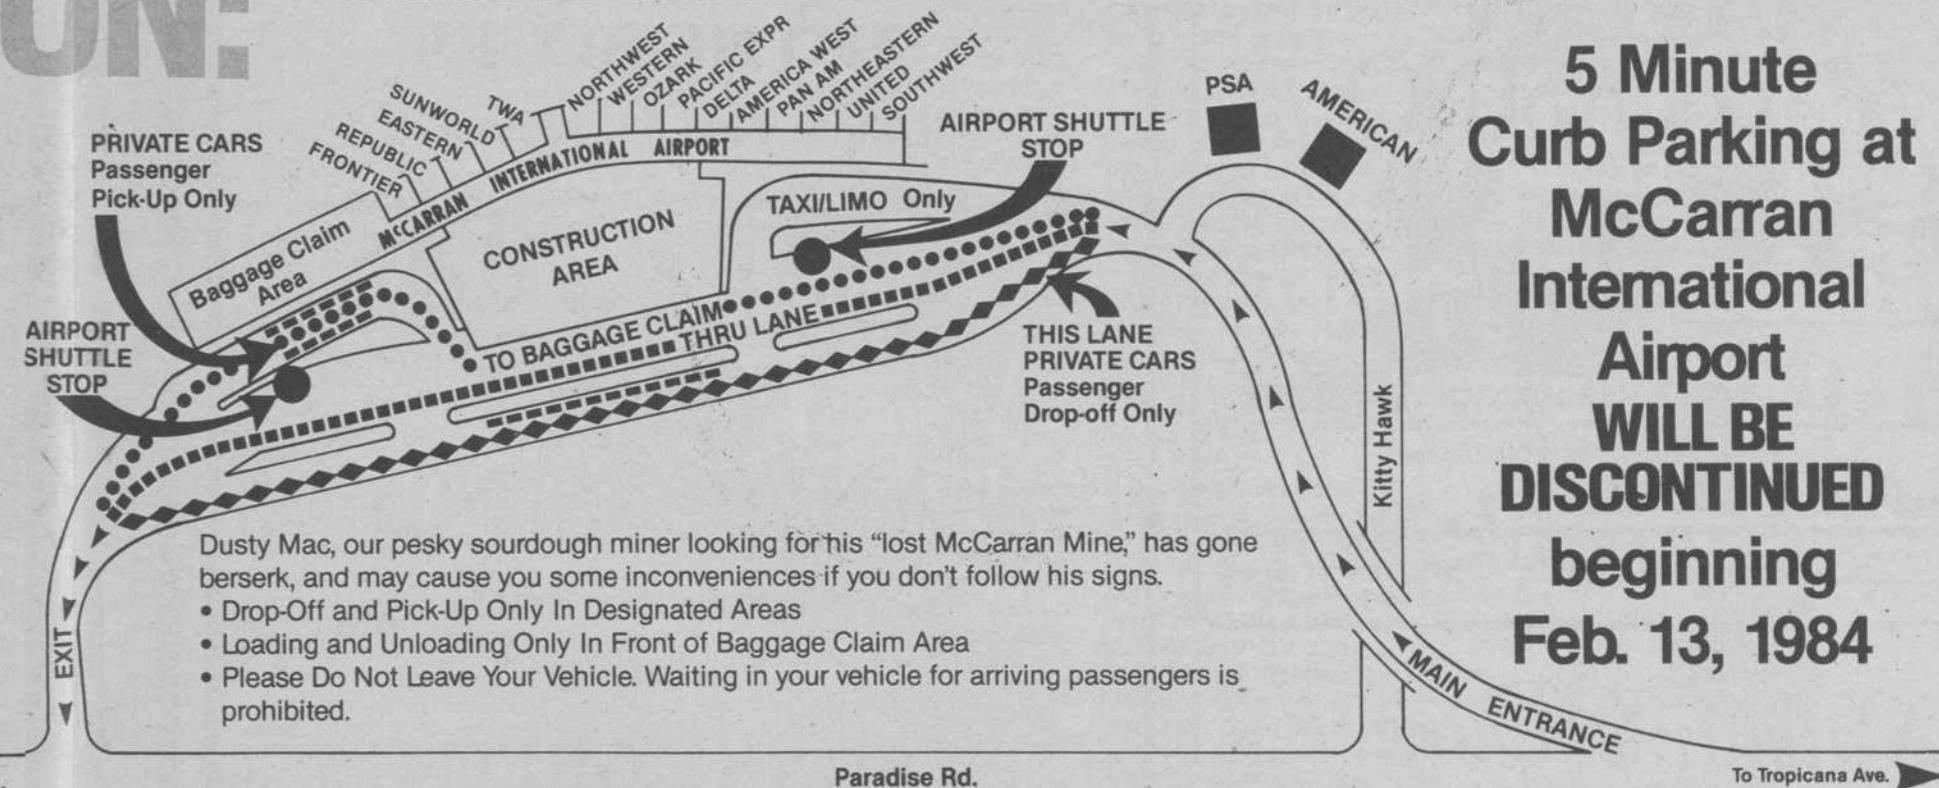 ON:
NORTHWEST
WESTERN
OZARK
PACIFIC EXPR
DELTA
AMERICA WEST
PAN AM
NORTHEASTERN
UNITED
SOUTHWEST
TWA
SUNWORLD
EASTERN
REPUBLIC
FRONTIER
McCARRAN INTERNATIONAL AIRPORT
PRIVATE CARS
Passenger
Pick-Up Only
Baggage Claim
Area
CONSTRUCTION
AREA
TAXI/LIMO Only
AIRPORT SHUTTLE
STOP
PSA
AMERICAN
AIRPORT
SHUTTLE
STOP
TO BAGGAGE CLAIM
THRU LANE
THIS LANE
PRIVATE CARS
Passenger
Drop-off Only
Kitty Hawk
5 Minute
Curb Parking at
McCarran
International
Airport
WILL BE
DISCONTINUED
beginning
Feb. 13, 1984
Dusty Mac, our pesky sourdough miner looking for his “lost McCarran Mine,” has gone
berserk, and may cause you some inconveniences if you don’t follow his signs.
• Drop-Off and Pick-Up Only In Designated Areas
• Loading and Unloading Only In Front of Baggage Claim Area
• Please Do Not Leave Your Vehicle. Waiting in your vehicle for arriving passengers is
prohibited.
EXIT
MAIN ENTRANCE
Paradise Rd.
To Tropicana Ave.